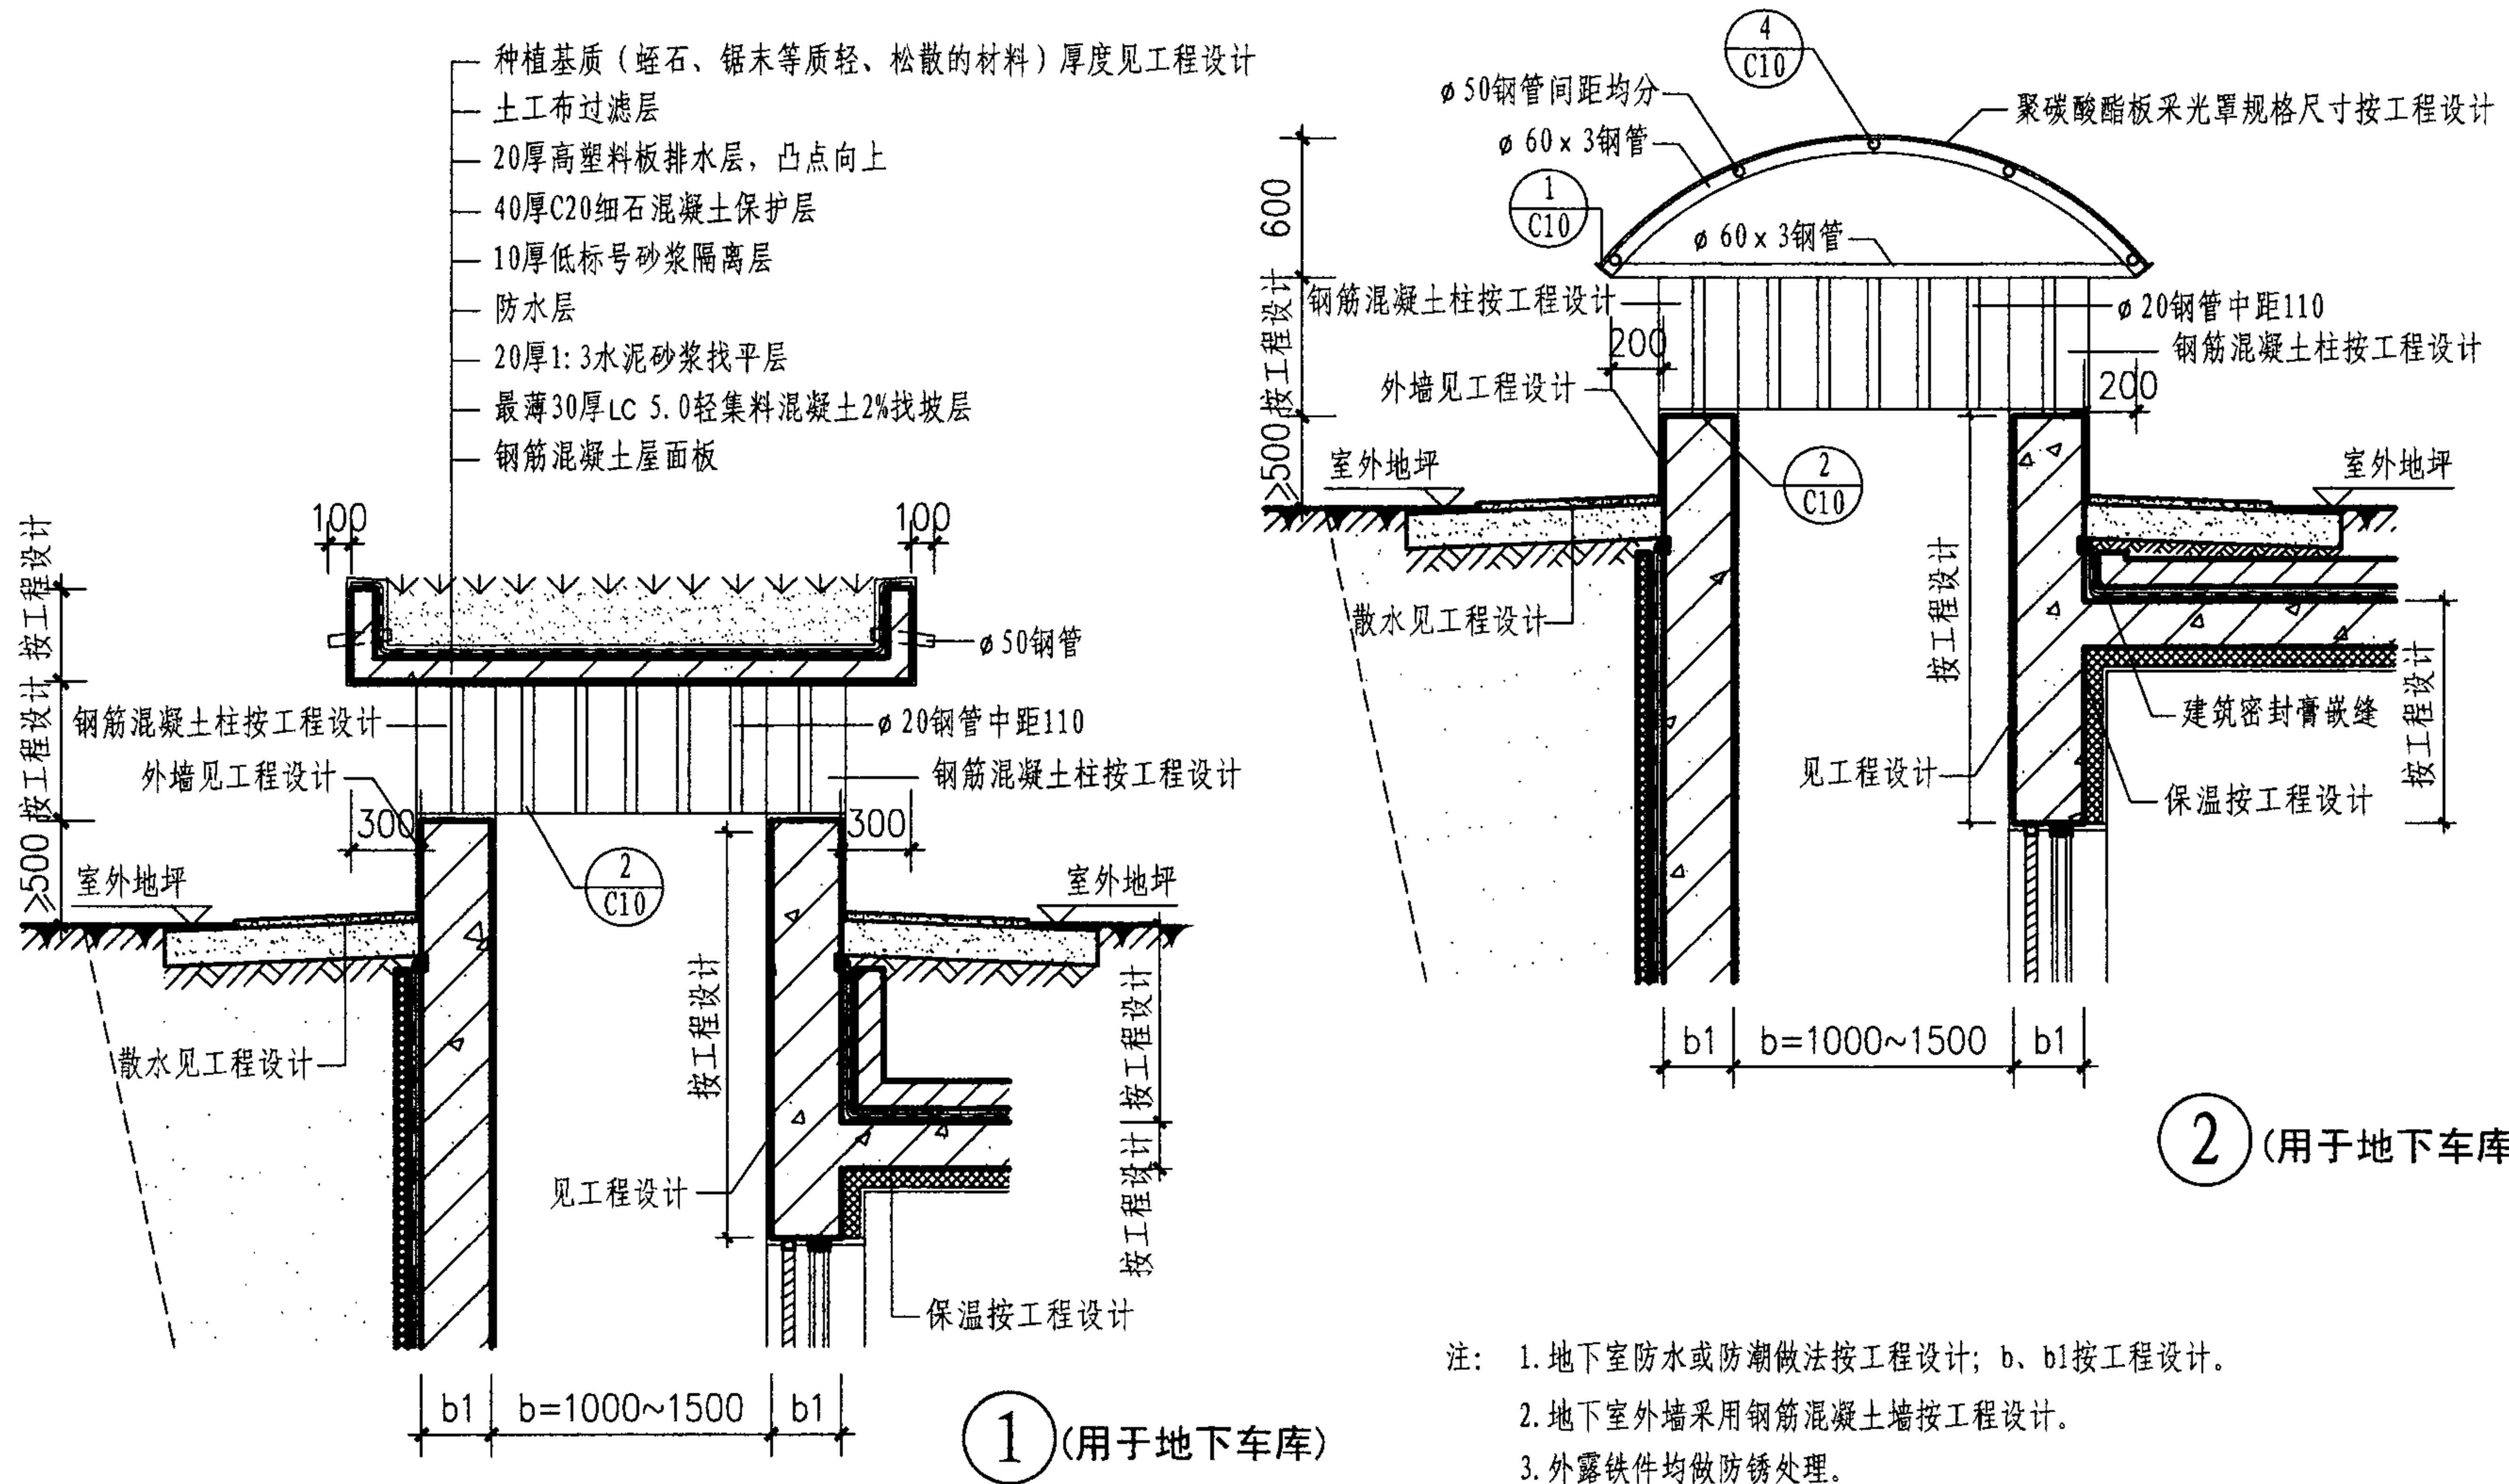 种植基质（蛭石、锯末等质轻、松散的材料）厚度见工程设计
土工布过滤层
20厚高塑料板排水层，凸点向上
40厚C20细石混凝土保护层
10厚低标号砂浆隔离层
防水层
20厚1:3水泥砂浆找平层
最薄30厚LC 5.0轻集料混凝土2%找坡层
钢筋混凝土屋面板
100
100
按工程设计
ø50钢管
按工程设计
钢筋混凝土柱按工程设计
ø20钢管中距110
外墙见工程设计
钢筋混凝土柱按工程设计
300
300
≥500
室外地坪
2
C10
室外地坪
散水见工程设计
按工程设计
按工程设计
按工程设计
见工程设计
保温按工程设计
b1
b=1000~1500
b1
1
(用于地下车库)
4
C10
ø50钢管间距均分
聚碳酸酯板采光罩规格尺寸按工程设计
ø60x3钢管
1
C10
600
ø60x3钢管
按工程设计
钢筋混凝土柱按工程设计
ø20钢管中距110
200
钢筋混凝土柱按工程设计
外墙见工程设计
200
≥500
室外地坪
2
C10
室外地坪
散水见工程设计
按工程设计
建筑密封膏嵌缝
按工程设计
见工程设计
保温按工程设计
b1
b=1000~1500
b1
2
(用于地下车库
注：
1.地下室防水或防潮做法按工程设计；b、b1按工程设计。
2.地下室外墙采用钢筋混凝土墙按工程设计。
3.外露铁件均做防锈处理。